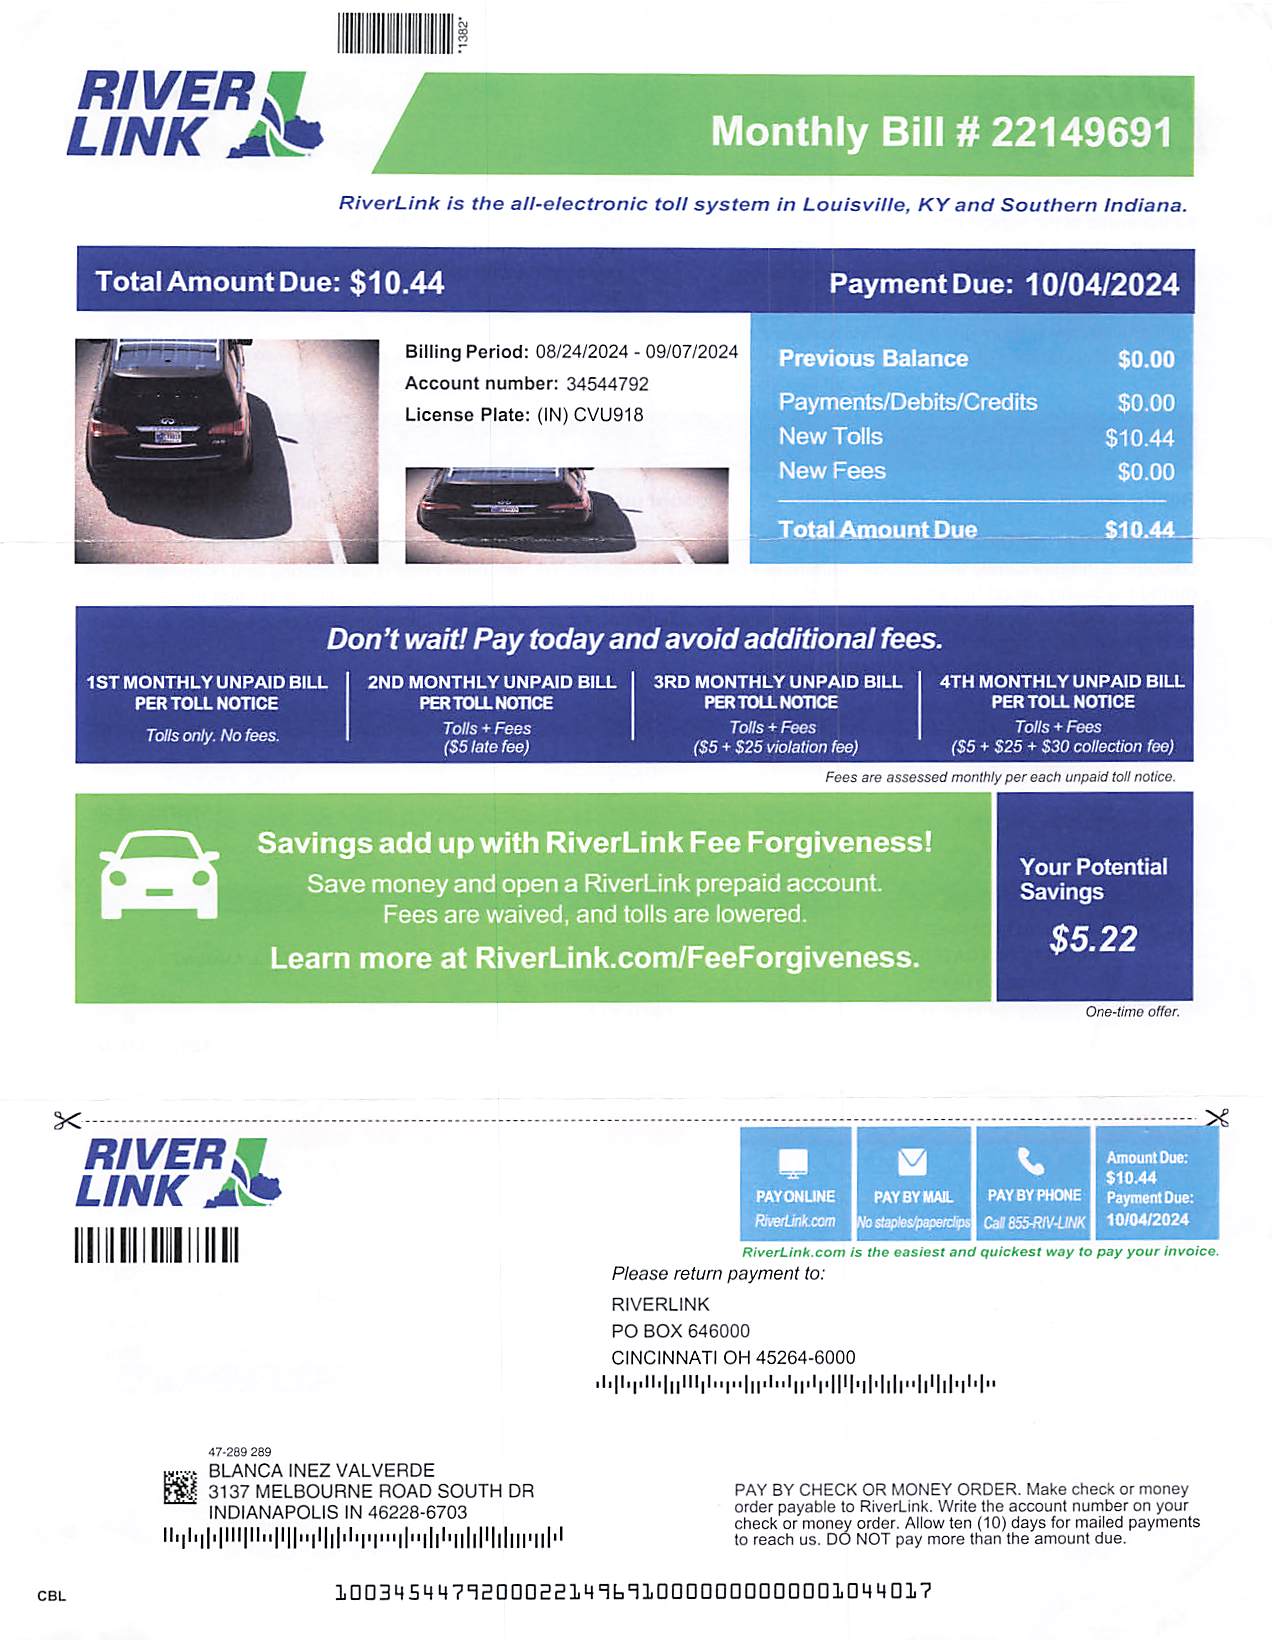 *1382*
RIVER
LINK
Monthly Bill # 22149691
RiverLink is the all-electronic toll system in Louisville, KY and Southern Indiana.
Total Amount Due: $10.44
Payment Due: 10/04/2024
Billing Period: 08/24/2024 - 09/07/2024
Account number: 34544792
License Plate: (IN) CVU918
Previous Balance $0.00
Payments/Debits/Credits $0.00
New Tolls $10.44
New Fees $0.00
Total Amount Due $10.44
Don't wait! Pay today and avoid additional fees.
1ST MONTHLY UNPAID BILL
PER TOLL NOTICE
Tolls only. No fees.
2ND MONTHLY UNPAID BILL
PER TOLL NOTICE
Tolls + Fees
($5 late fee)
3RD MONTHLY UNPAID BILL
PER TOLL NOTICE
Tolls + Fees
($5 + $25 violation fee)
4TH MONTHLY UNPAID BILL
PER TOLL NOTICE
Tolls + Fees
($5 + $25 + $30 collection fee)
Fees are assessed monthly per each unpaid toll notice.
Savings add up with RiverLink Fee Forgiveness!
Save money and open a RiverLink prepaid account.
Fees are waived, and tolls are lowered.
Learn more at RiverLink.com/FeeForgiveness.
Your Potential
Savings
$5.22
One-time offer.
RIVER
LINK
PAY ONLINE
RiverLink.com
PAY BY MAIL
No staples/paperclips
PAY BY PHONE
Call 855-RIV-LINK
Amount Due:
$10.44
Payment Due:
10/04/2024
RiverLink.com is the easiest and quickest way to pay your invoice.
Please return payment to:
RIVERLINK
PO BOX 646000
CINCINNATI OH 45264-6000
47-289 289
BLANCA INEZ VALVERDE
3137 MELBOURNE ROAD SOUTH DR
INDIANAPOLIS IN 46228-6703
PAY BY CHECK OR MONEY ORDER. Make check or money
order payable to RiverLink. Write the account number on your
check or money order. Allow ten (10) days for mailed payments
to reach us. DO NOT pay more than the amount due.
CBL
1003454479200022149691000000000000001044017